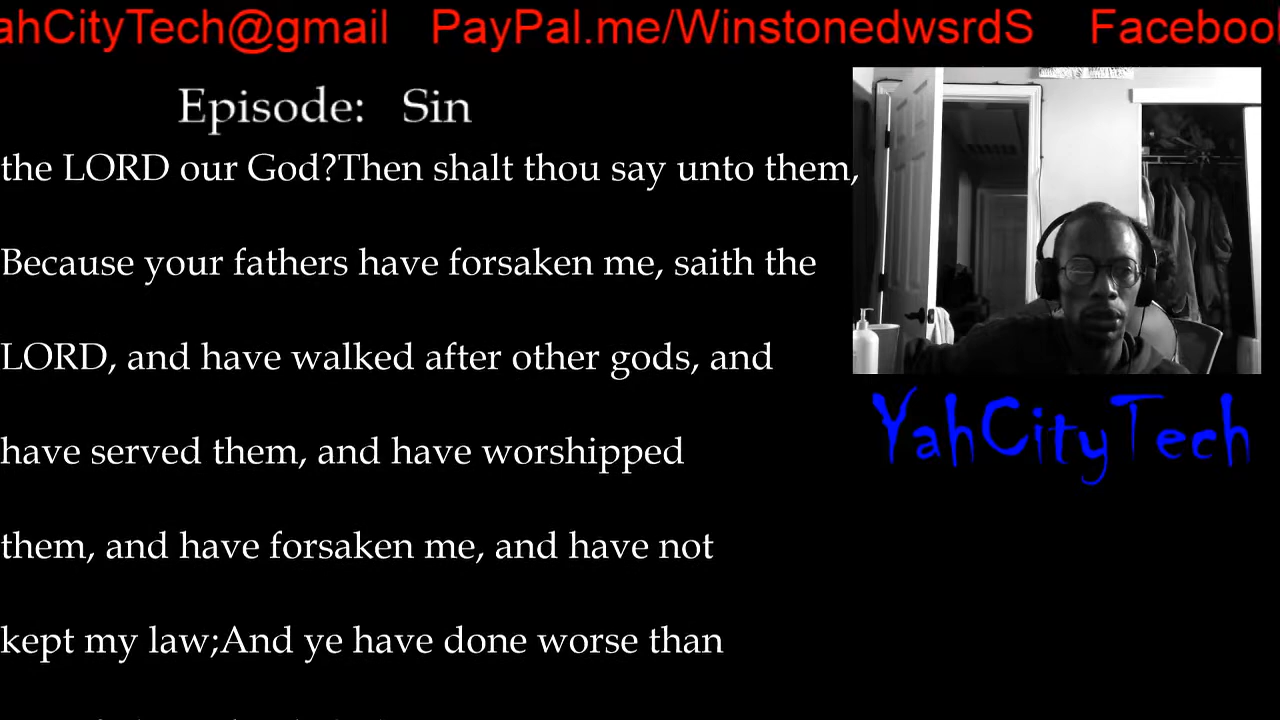 ahCityTech@gmail PayPal.me/WinstonedwsrdS Faceboo
Episode: Sin
the LORD our God?Then shalt thou say unto them,
Because your fathers have forsaken me, saith the
LORD, and have walked after other gods, and
have served them, and have worshipped
them, and have forsaken me, and have not
kept my law;And ye have done worse than
YahCityTech